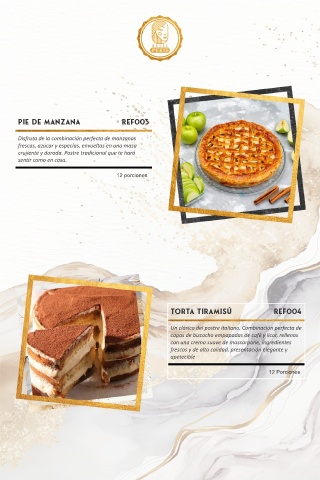 PIE DE MANZANA REF003
Disfruta de la combinación perfecta de manzanas
frescas, azúcar y especias, envueltas en una masa
crujiente y dorada. Postre tradicional que te hará
sentir como en casa.
12 porciones
TORTA TIRAMISÚ REF004
Un clásico del postre italiano. Combinación perfecta de
capas de bizcocho empapadas de café y licor, rellenas
con una crema suave de mascarpone, ingredientes
frescos y de alta calidad, presentación elegante y
apetecible
12 Porciones